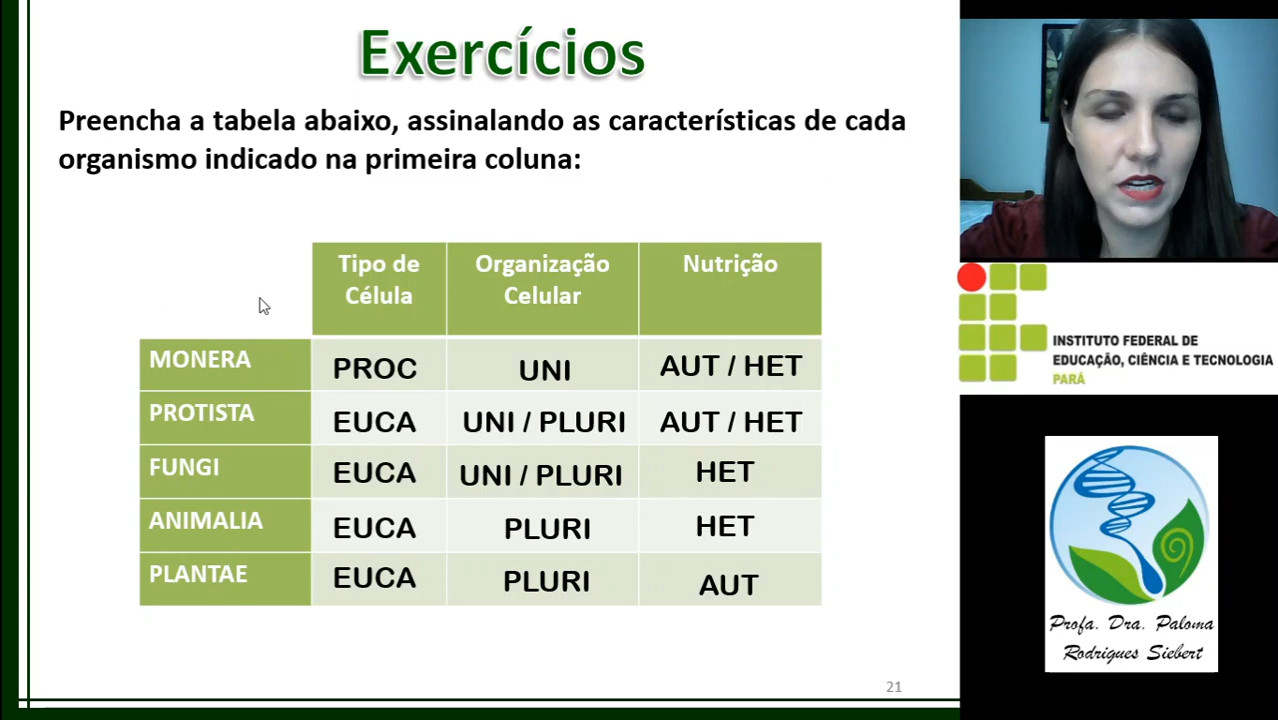 Exercícios
Preencha a tabela abaixo, assinalando as características de cada
organismo indicado na primeira coluna:
Tipo de Célula Organização Celular Nutrição
MONERA PROC UNI AUT / HET
PROTISTA EUCA UNI / PLURI AUT / HET
FUNGI EUCA UNI / PLURI HET
ANIMALIA EUCA PLURI HET
PLANTAE EUCA PLURI AUT
21
INSTITUTO FEDERAL DE
EDUCAÇÃO, CIÊNCIA E TECNOLOGIA
PARÁ
Profa. Dra. Paloma
Rodrigues Siebert